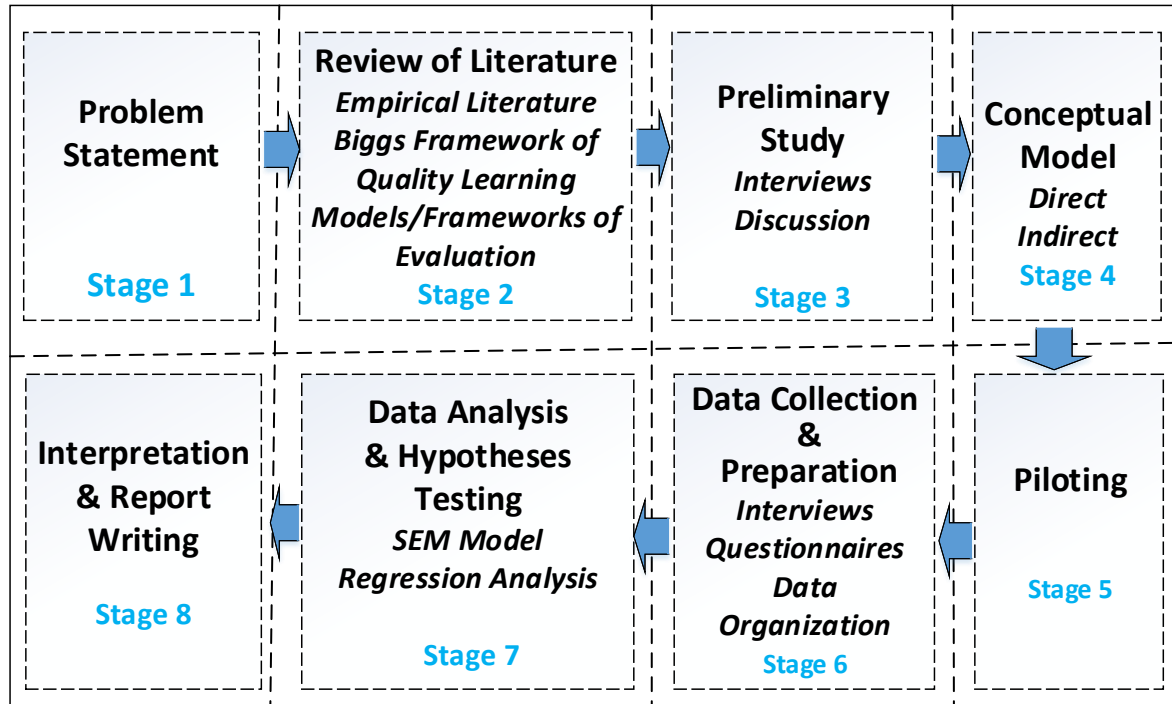 Problem
Statement
Stage 1
Review of Literature
Empirical Literature
Biggs Framework of
Quality Learning
Models/Frameworks of
Evaluation
Stage 2
Preliminary
Study
Interviews
Discussion
Stage 3
Conceptual
Model
Direct
Indirect
Stage 4
Piloting
Stage 5
Data Collection
&
Preparation
Interviews
Questionnaires
Data
Organization
Stage 6
Data Analysis
& Hypotheses
Testing
SEM Model
Regression Analysis
Stage 7
Interpretation
& Report
Writing
Stage 8